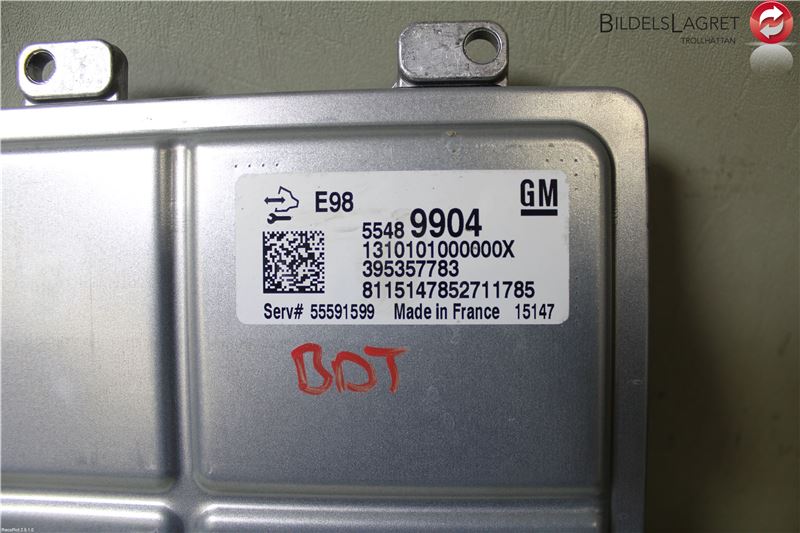 BILDELSLAGRET
TROLLHÄTTAN
E98
GM
5548 9904
1310101000000X
395357783
8115147852711785
Serv# 55591599 Made in France 15147
BDT